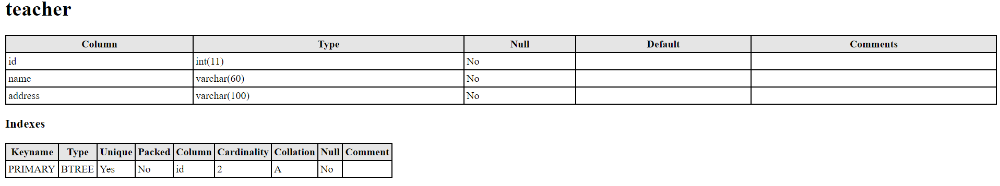 teacher
Column Type Null Default Comments
id int(11) No
name varchar(60) No
address varchar(100) No
Indexes
Keyname Type Unique Packed Column Cardinality Collation Null Comment
PRIMARY BTREE Yes No id 2 A No